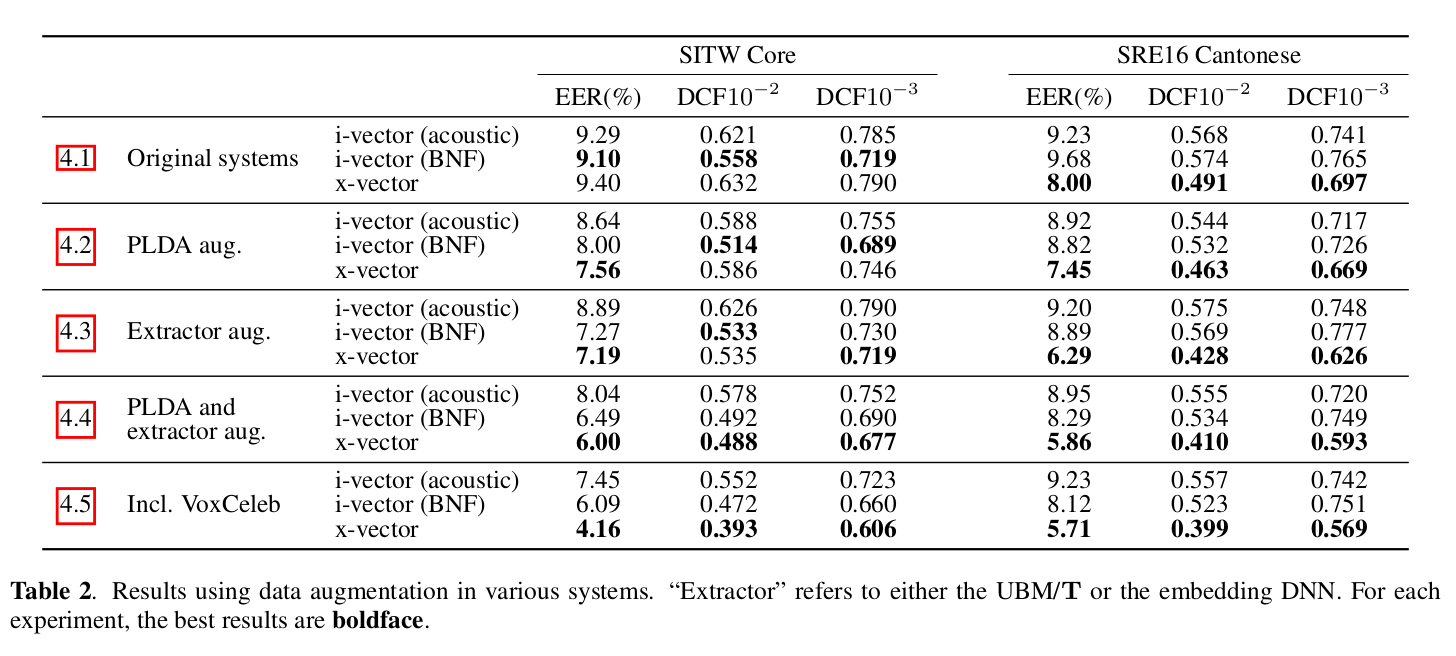 SITW Core SRE16 Cantonese
EER(%) DCF10⁻² DCF10⁻³ EER(%) DCF10⁻² DCF10⁻³
i-vector (acoustic) 9.29 0.621 0.785 9.23 0.568 0.741
4.1 Original systems i-vector (BNF) 9.10 0.558 0.719 9.68 0.574 0.765
x-vector 9.40 0.632 0.790 8.00 0.491 0.697
i-vector (acoustic) 8.64 0.588 0.755 8.92 0.544 0.717
4.2 PLDA aug. i-vector (BNF) 8.00 0.514 0.689 8.82 0.532 0.726
x-vector 7.56 0.586 0.746 7.45 0.463 0.669
i-vector (acoustic) 8.89 0.626 0.790 9.20 0.575 0.748
4.3 Extractor aug. i-vector (BNF) 7.27 0.533 0.730 8.89 0.569 0.777
x-vector 7.19 0.535 0.719 6.29 0.428 0.626
i-vector (acoustic) 8.04 0.578 0.752 8.95 0.555 0.720
4.4 PLDA and extractor aug. i-vector (BNF) 6.49 0.492 0.690 8.29 0.534 0.749
x-vector 6.00 0.488 0.677 5.86 0.410 0.593
i-vector (acoustic) 7.45 0.552 0.723 9.23 0.557 0.742
4.5 Incl. VoxCeleb i-vector (BNF) 6.09 0.472 0.660 8.12 0.523 0.751
x-vector 4.16 0.393 0.606 5.71 0.399 0.569
Table 2. Results using data augmentation in various systems. “Extractor” refers to either the UBM/T or the embedding DNN. For each
experiment, the best results are boldface.